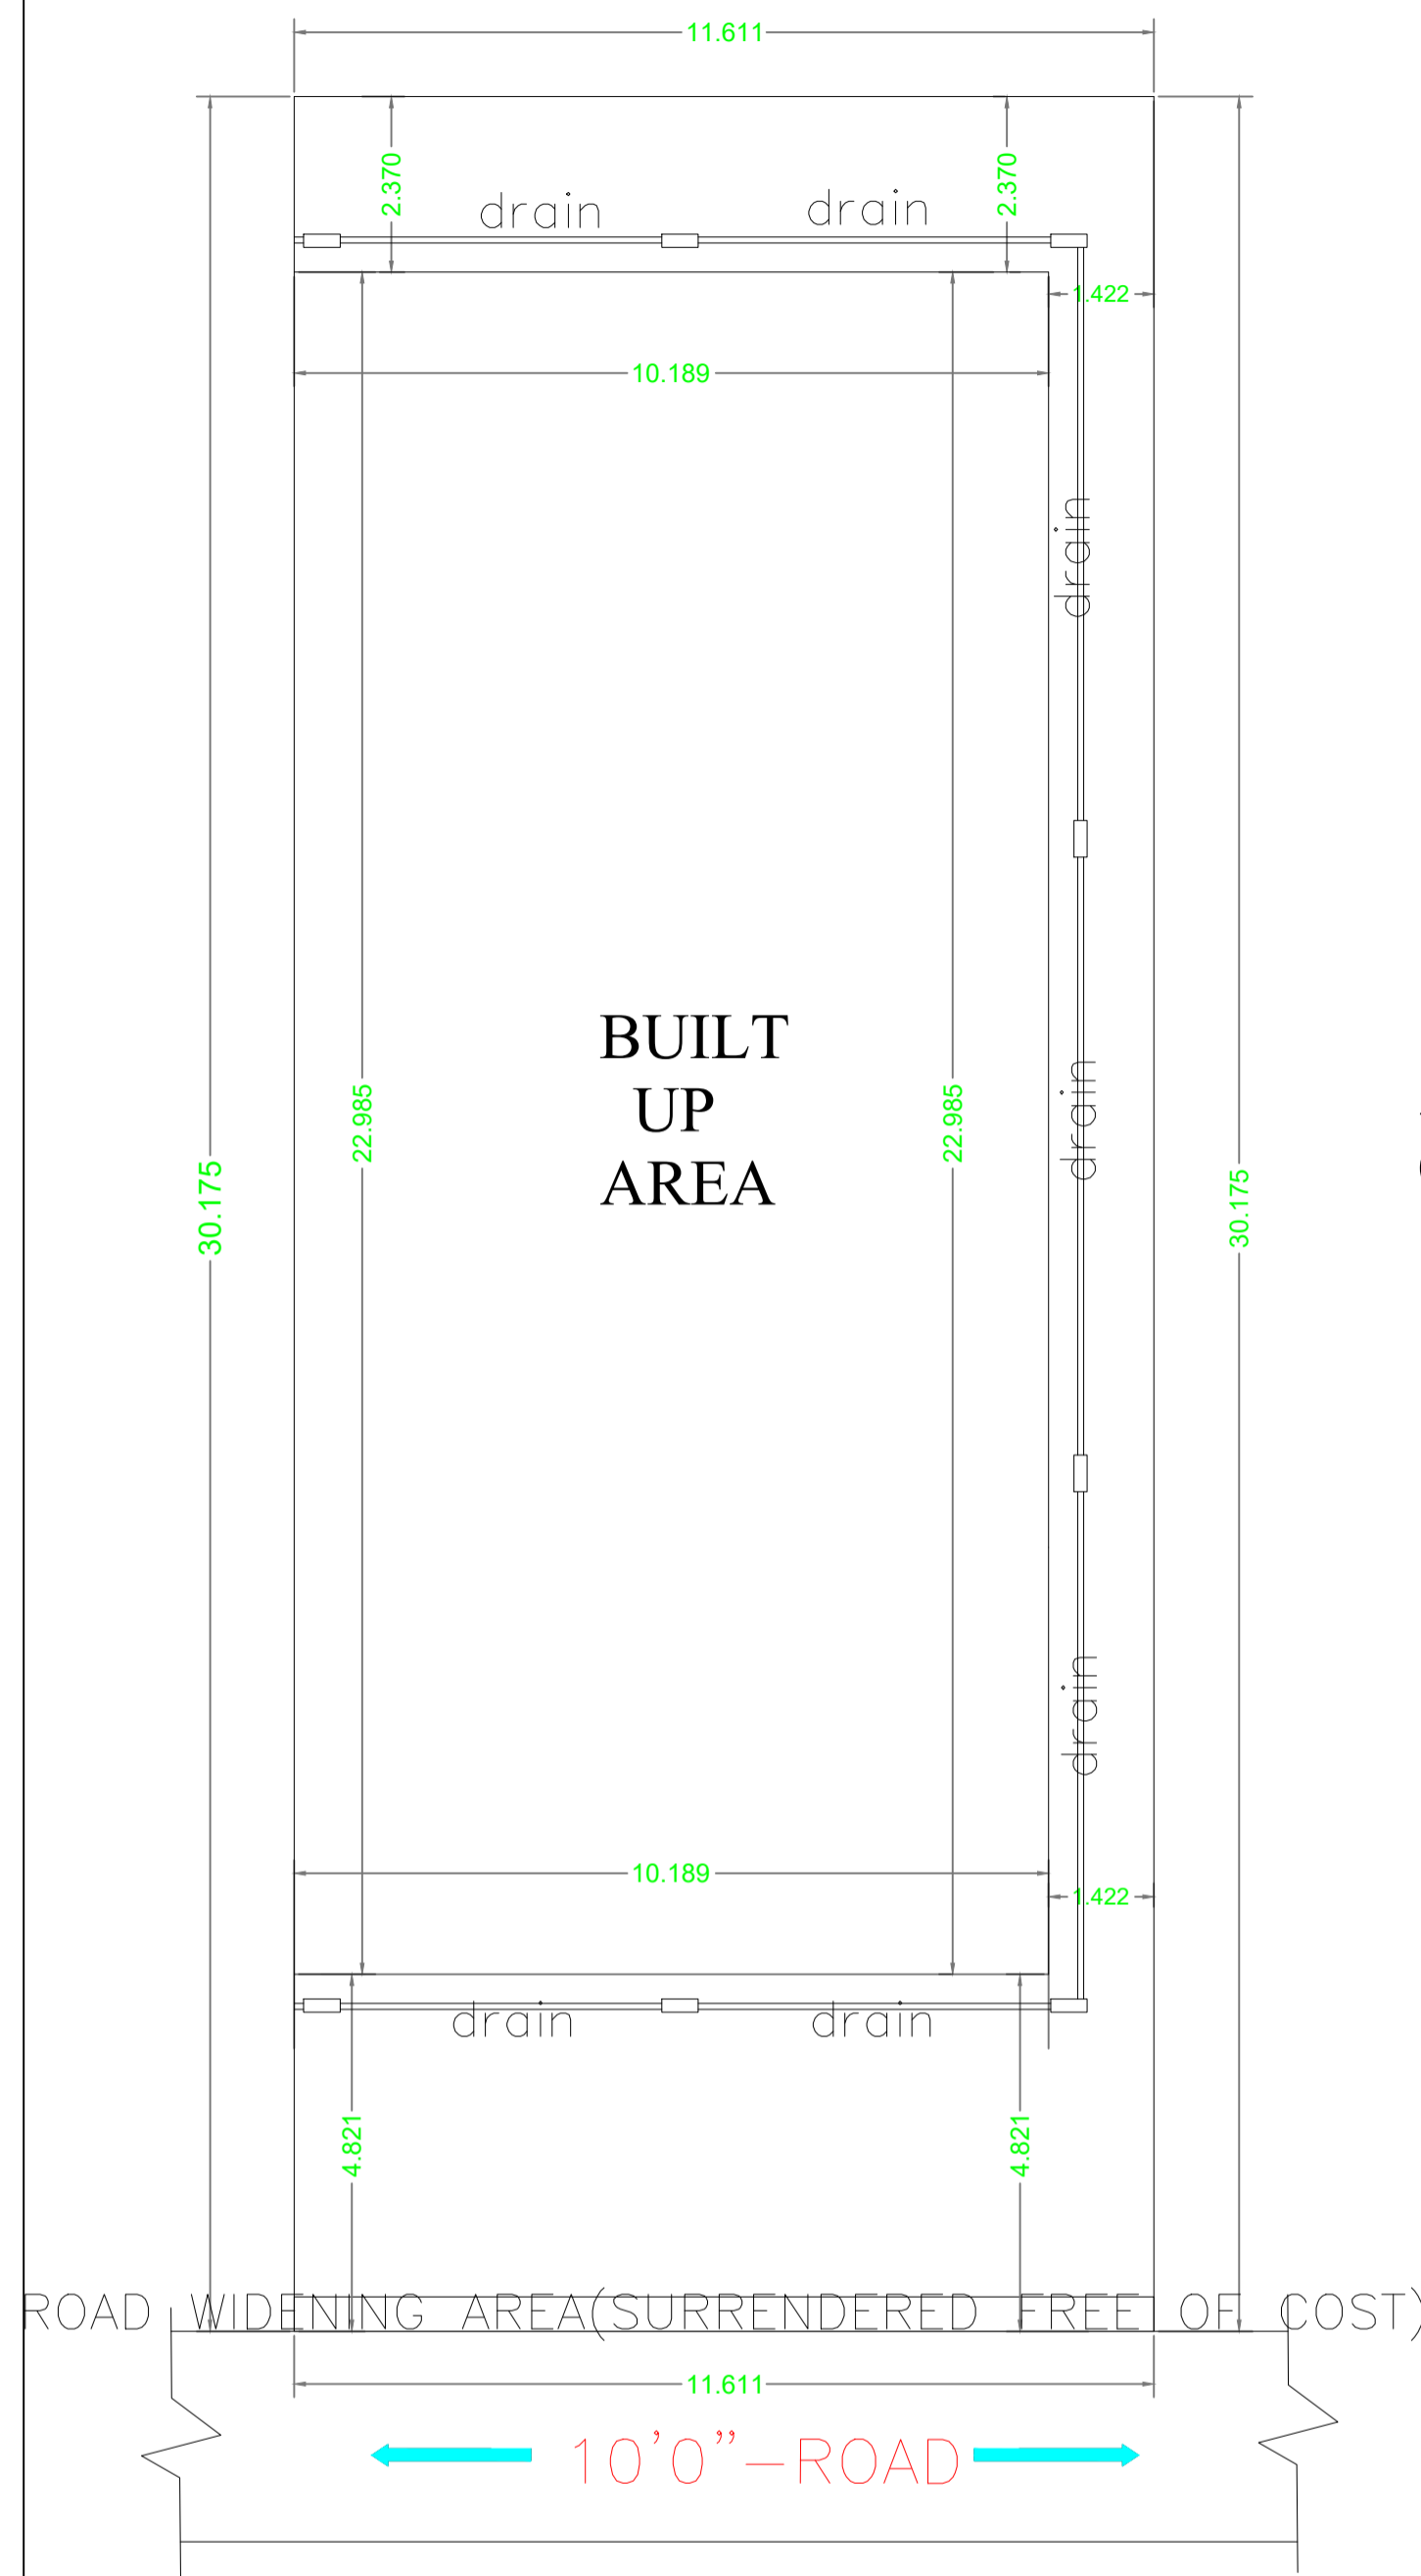 11.611
2.370
2.370
drain
drain
1.422
10.189
drain
BUILT
UP
AREA
drain
22.985
22.985
30.175
30.175
drain
10.189
1.422
drain
drain
4.821
4.821
ROAD WIDENING AREA(SURRENDERED FREE OF COST)
11.611
10'0"-ROAD